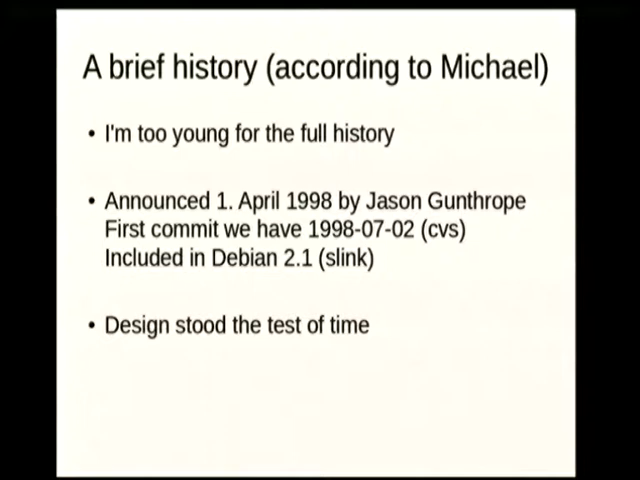 A brief history (according to Michael)
• I'm too young for the full history
• Announced 1. April 1998 by Jason Gunthrope
First commit we have 1998-07-02 (cvs)
Included in Debian 2.1 (slink)
• Design stood the test of time